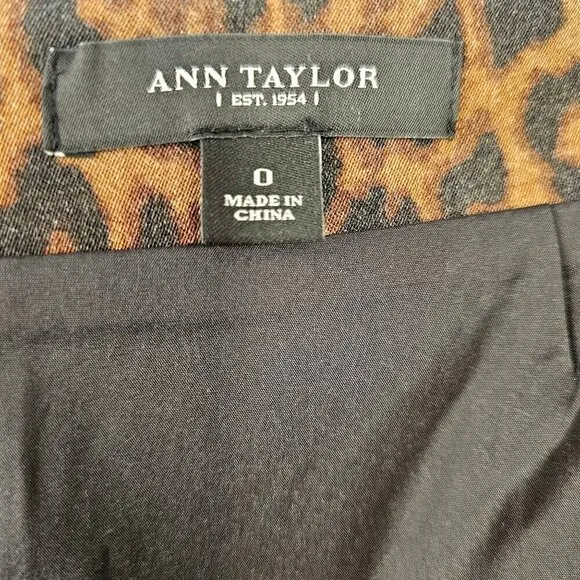 ANN TAYLOR
| EST. 1954 |
0
MADE IN
CHINA